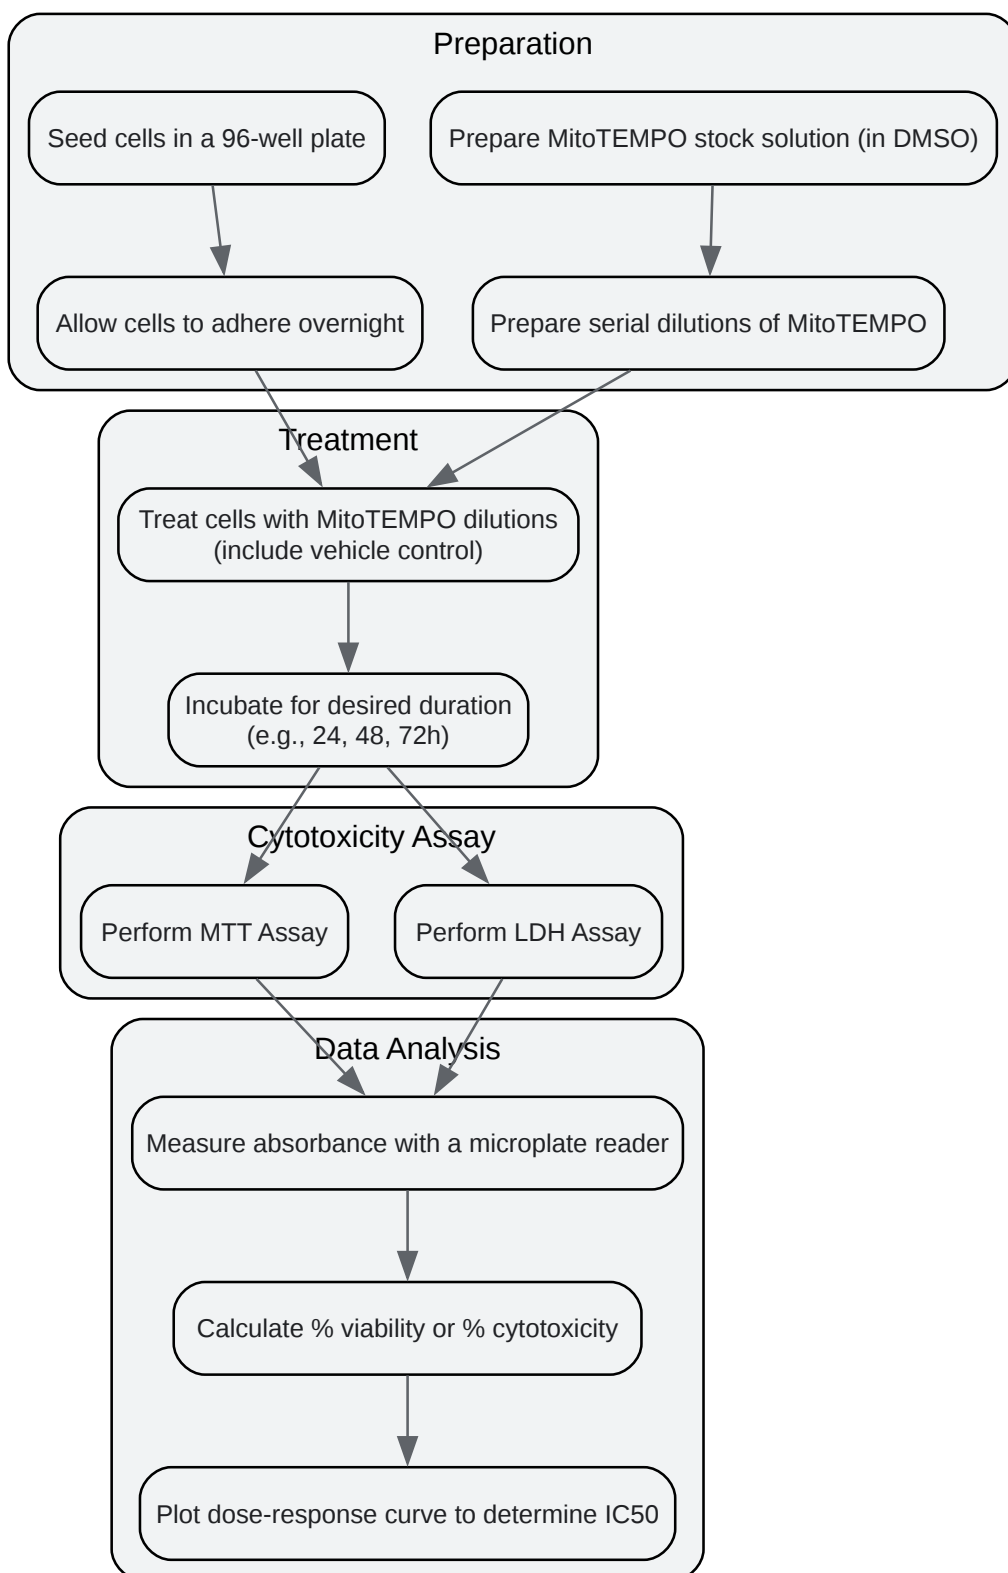 Preparation
Seed cells in a 96-well plate
Prepare MitoTEMPO stock solution (in DMSO)
Allow cells to adhere overnight
Prepare serial dilutions of MitoTEMPO
Treatment
Treat cells with MitoTEMPO dilutions
(include vehicle control)
Incubate for desired duration
(e.g., 24, 48, 72h)
Cytotoxicity Assay
Perform MTT Assay
Perform LDH Assay
Data Analysis
Measure absorbance with a microplate reader
Calculate % viability or % cytotoxicity
Plot dose-response curve to determine IC50